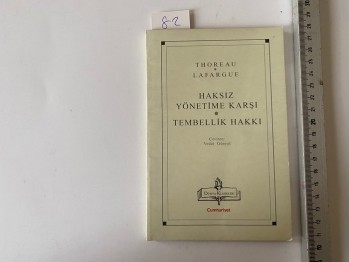 8-2
THOREAU
LAFARGUE
HAKSIZ
YÖNETİME KARŞI
TEMBELLİK HAKKI
Cumhuriyet